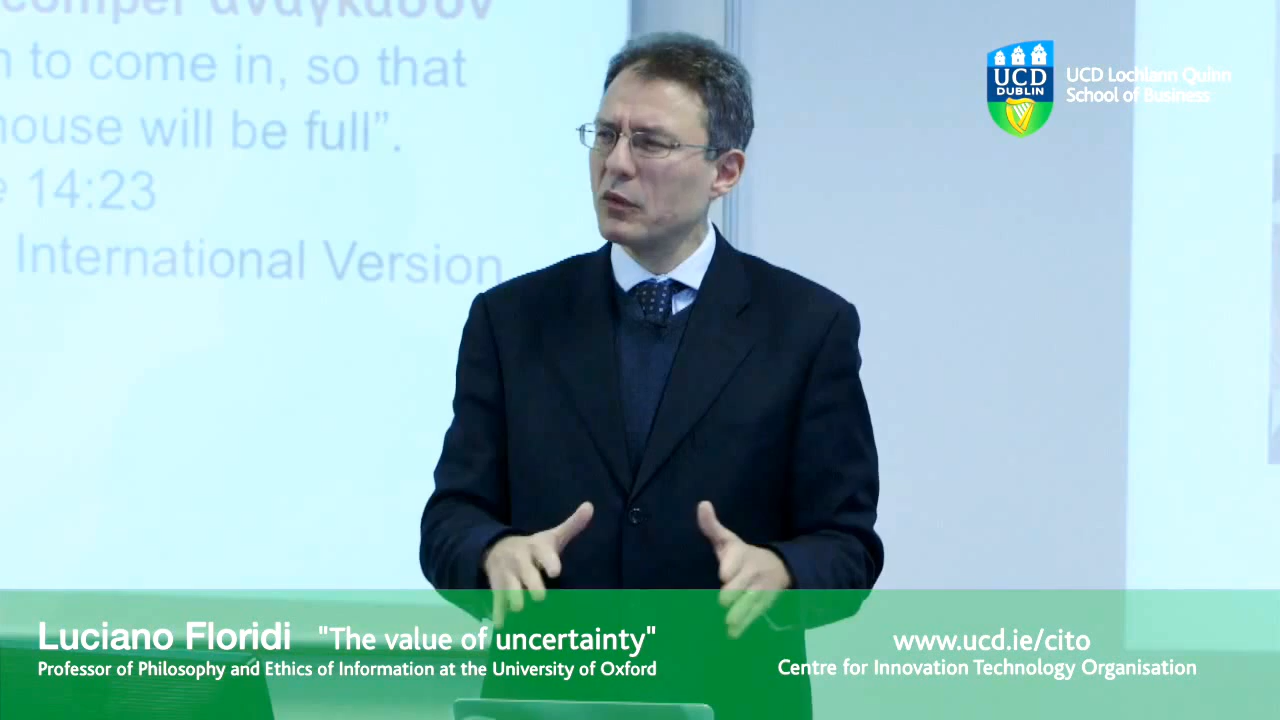 compel ἀνάγκασον
to come in, so that
house will be full”.
14:23
International Version
UCD
DUBLIN
UCD Lochlann Quinn
School of Business
Luciano Floridi "The value of uncertainty"
Professor of Philosophy and Ethics of Information at the University of Oxford
www.ucd.ie/cito
Centre for Innovation Technology Organisation